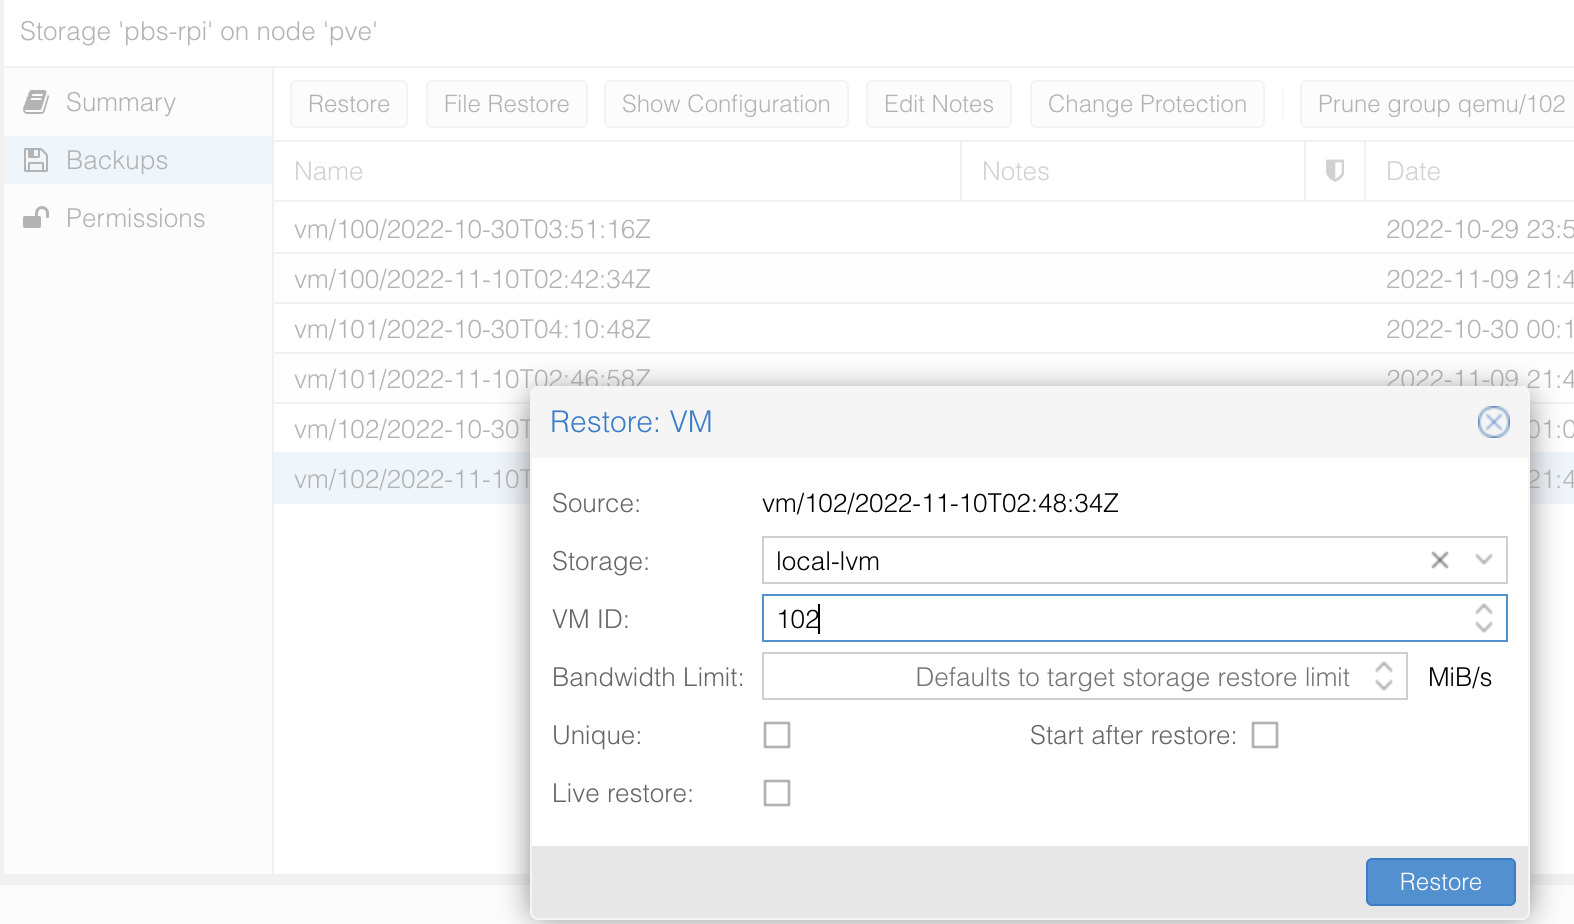 Storage 'pbs-rpi' on node 'pve'
Summary
Backups
Permissions
Restore File Restore Show Configuration Edit Notes Change Protection Prune group qemu/102
Name Notes Date
vm/100/2022-10-30T03:51:16Z 2022-10-29 23:5
vm/100/2022-11-10T02:42:34Z 2022-11-09 21:4
vm/101/2022-10-30T04:10:48Z 2022-10-30 00:1
vm/101/2022-11-10T02:46:58Z 2022-11-09 21:4
vm/102/2022-10-30T 01:0
vm/102/2022-11-10T 21:4
Restore: VM
Source: vm/102/2022-11-10T02:48:34Z
Storage: local-lvm
VM ID: 102
Bandwidth Limit: Defaults to target storage restore limit MiB/s
Unique: Start after restore:
Live restore:
Restore